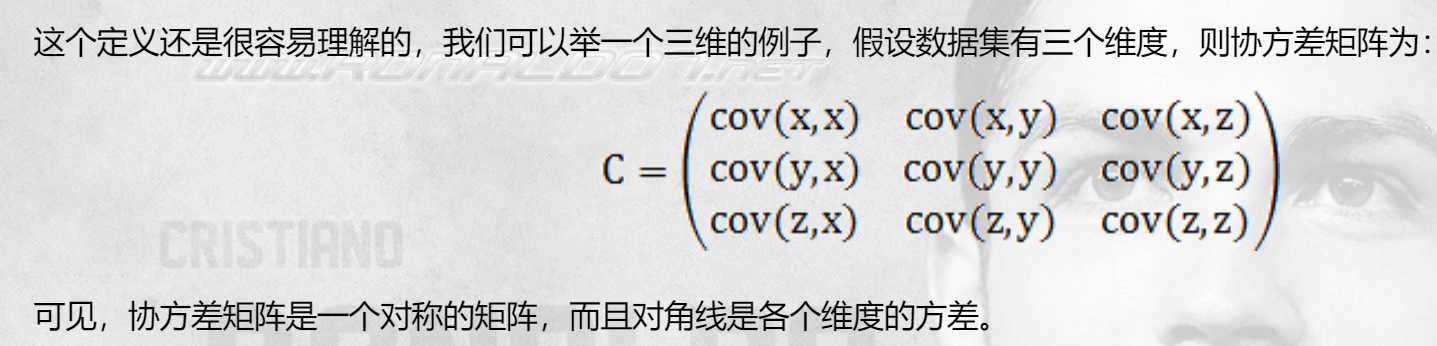 这个定义还是很容易理解的，我们可以举一个三维的例子，假设数据集有三个维度，则协方差矩阵为：
www.RONALDO7.NET
cov(x,x) cov(x,y) cov(x,z)
C = cov(y,x) cov(y,y) cov(y,z)
cov(z,x) cov(z,y) cov(z,z)
CRISTIANO
可见，协方差矩阵是一个对称的矩阵，而且对角线是各个维度的方差。